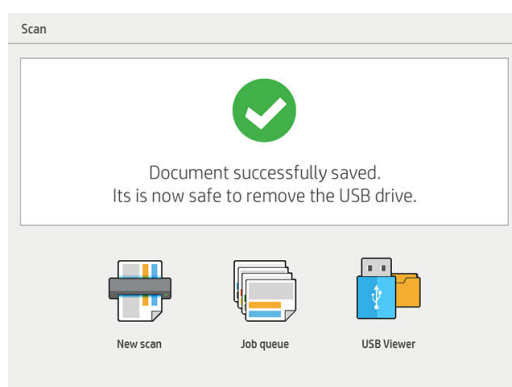 Scan
Document successfully saved.
Its is now safe to remove the USB drive.
New scan
Job queue
USB Viewer